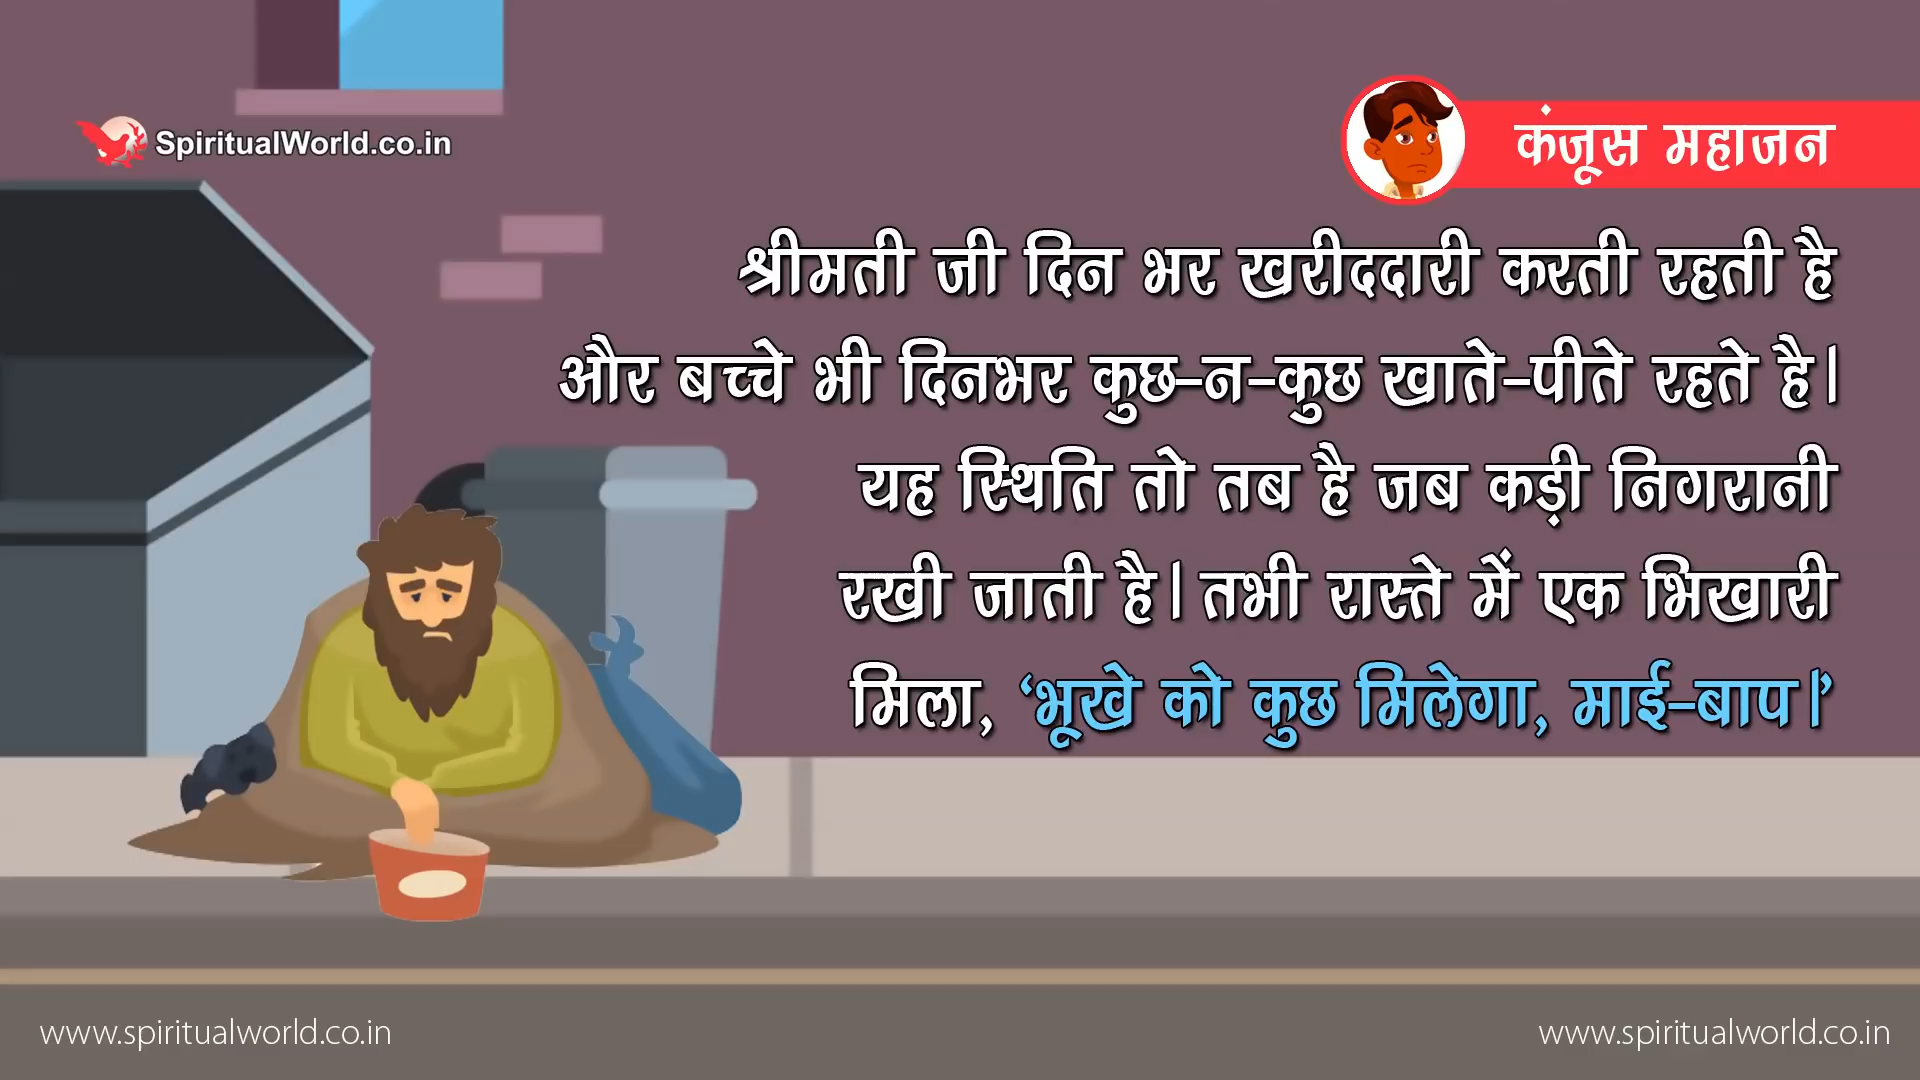 SpiritualWorld.co.in
कंजूस महाजन
श्रीमती जी दिन भर खरीददारी करती रहती है
और बच्चे भी दिनभर कुछ-न-कुछ खाते-पीते रहते है।
यह स्थिति तो तब है जब कड़ी निगरानी
रखी जाती है। तभी रास्ते में एक भिखारी
मिला, ‘भूखे को कुछ मिलेगा, माई-बाप।’
www.spiritualworld.co.in
www.spiritualworld.co.in